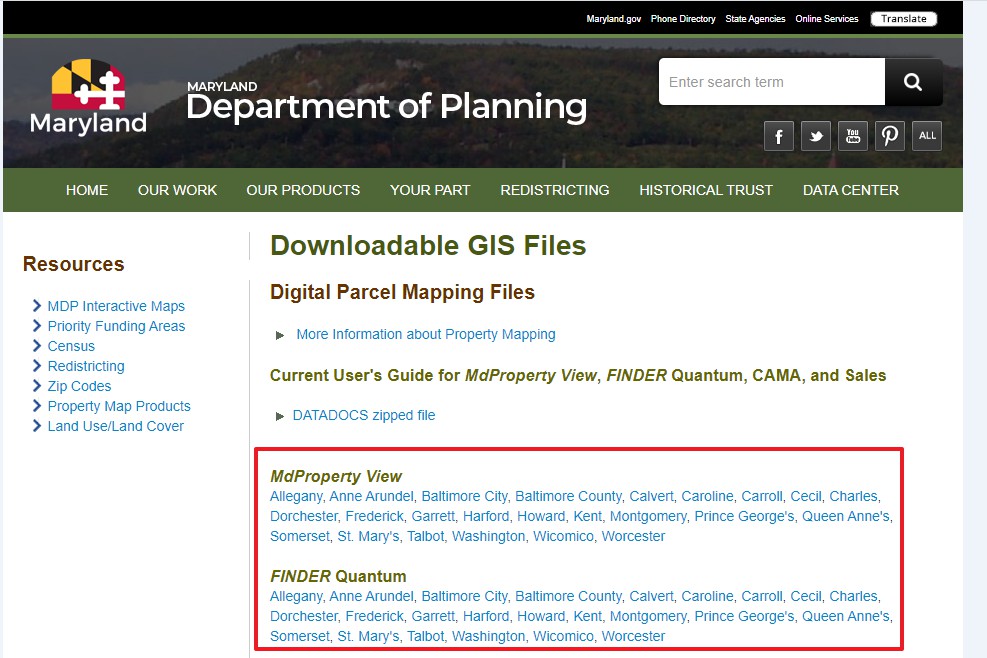 Maryland.gov Phone Directory State Agencies Online Services Translate
Maryland
MARYLAND
Department of Planning
Enter search term
f You Tube ALL
HOME OUR WORK OUR PRODUCTS YOUR PART REDISTRICTING HISTORICAL TRUST DATA CENTER
Resources
MDP Interactive Maps
Priority Funding Areas
Census
Redistricting
Zip Codes
Property Map Products
Land Use/Land Cover
Downloadable GIS Files
Digital Parcel Mapping Files
More Information about Property Mapping
Current User's Guide for MdProperty View, FINDER Quantum, CAMA, and Sales
DATADOCS zipped file
MdProperty View
Allegany, Anne Arundel, Baltimore City, Baltimore County, Calvert, Caroline, Carroll, Cecil, Charles,
Dorchester, Frederick, Garrett, Harford, Howard, Kent, Montgomery, Prince George's, Queen Anne's,
Somerset, St. Mary's, Talbot, Washington, Wicomico, Worcester
FINDER Quantum
Allegany, Anne Arundel, Baltimore City, Baltimore County, Calvert, Caroline, Carroll, Cecil, Charles,
Dorchester, Frederick, Garrett, Harford, Howard, Kent, Montgomery, Prince George's, Queen Anne's,
Somerset, St. Mary's, Talbot, Washington, Wicomico, Worcester